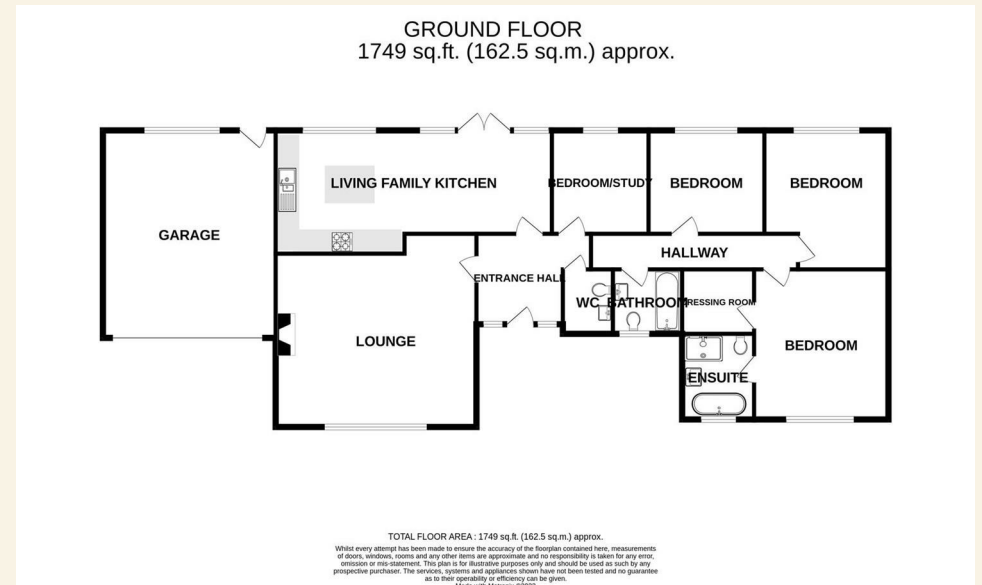 GROUND FLOOR
1749 sq.ft. (162.5 sq.m.) approx.
LIVING FAMILY KITCHEN
BEDROOM/STUDY
BEDROOM
BEDROOM
GARAGE
HALLWAY
ENTRANCE HALL
WC
BATHROOM
DRESSING ROOM
LOUNGE
BEDROOM
ENSUITE
TOTAL FLOOR AREA : 1749 sq.ft. (162.5 sq.m.) approx.
Whilst every attempt has been made to ensure the accuracy of the floorplan contained here, measurements
of doors, windows, rooms and any other items are approximate and no responsibility is taken for any error,
omission or mis-statement. This plan is for illustrative purposes only and should be used as such by any
prospective purchaser. The services, systems and appliances shown have not been tested and no guarantee
as to their operability or efficiency can be given.